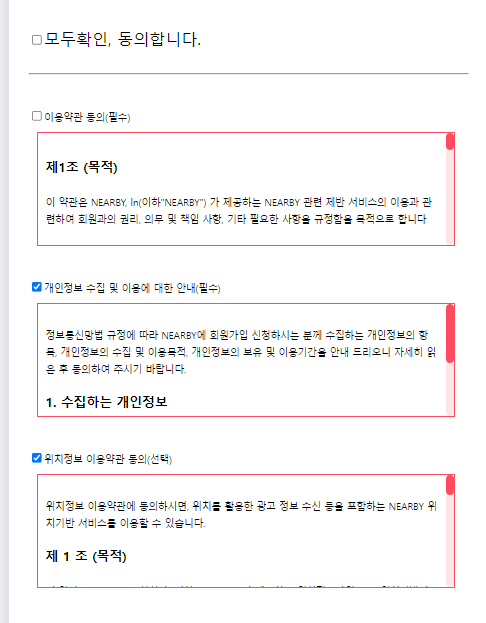 모두확인, 동의합니다.
이용약관 동의(필수)
제1조 (목적)
이 약관은 NEARBY, In(이하"NEARBY") 가 제공하는 NEARBY 관련 제반 서비스의 이용과 관
련하여 회원과의 권리, 의무 및 책임 사항, 기타 필요한 사항을 규정함을 목적으로 합니다
개인정보 수집 및 이용에 대한 안내(필수)
정보통신망법 규정에 따라 NEARBY에 회원가입 신청하시는 분께 수집하는 개인정보의 항
목, 개인정보의 수집 및 이용목적, 개인정보의 보유 및 이용기간을 안내 드리오니 자세히 읽
은 후 동의하여 주시기 바랍니다.
1. 수집하는 개인정보
위치정보 이용약관 동의(선택)
위치정보 이용약관에 동의하시면, 위치를 활용한 광고 정보 수신 등을 포함하는 NEARBY 위
치기반 서비스를 이용할 수 있습니다.
제 1 조 (목적)